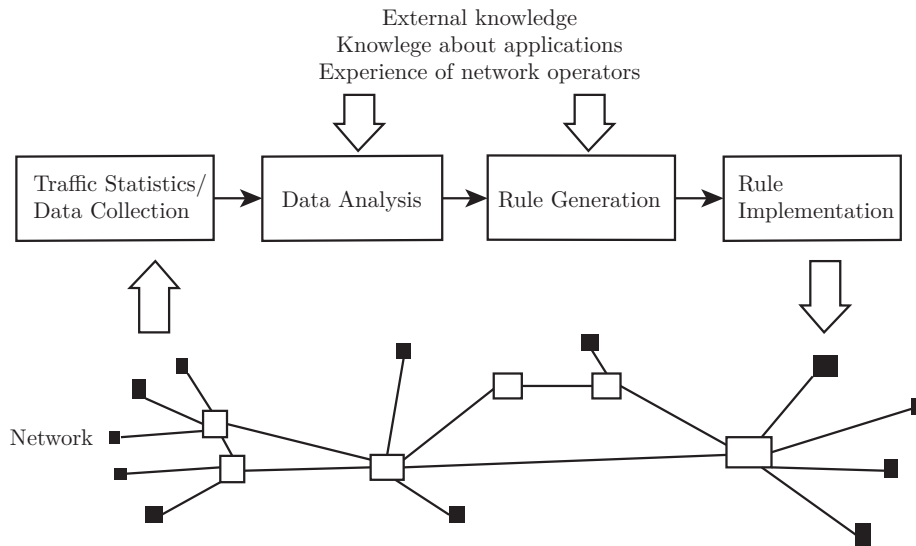 External knowledge
Knowlege about applications
Experience of network operators
Traffic Statistics/
Data Collection
Data Analysis
Rule Generation
Rule
Implementation
Network